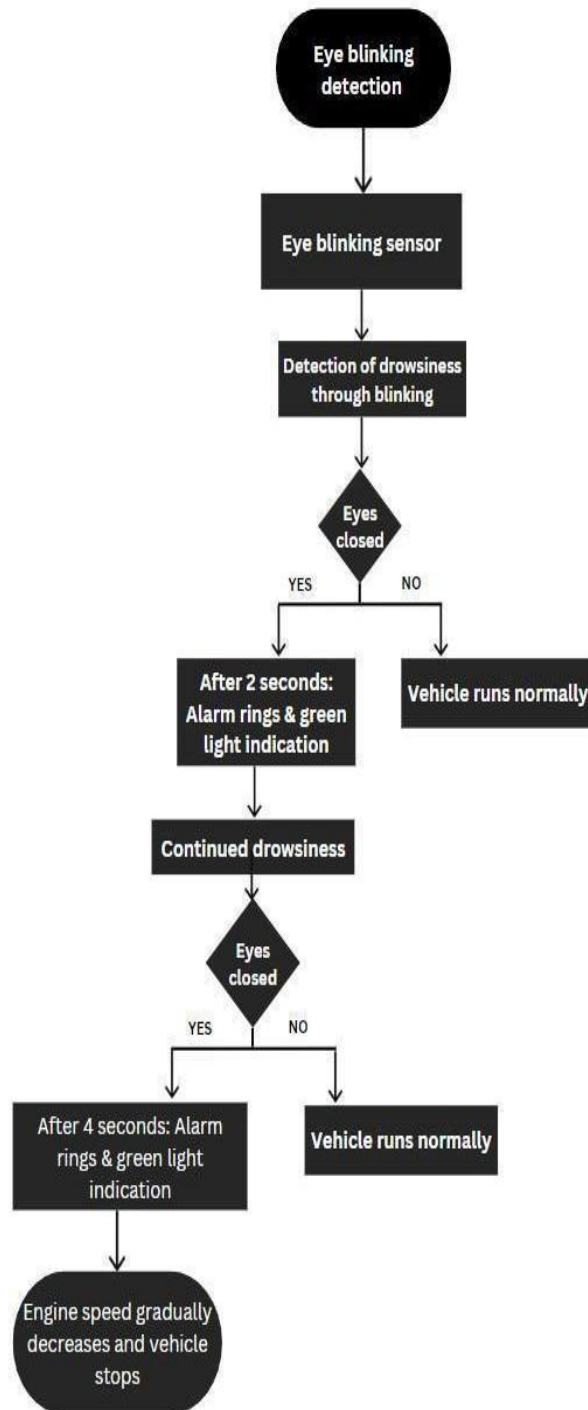 Eye blinking
detection
Eye blinking sensor
Detection of drowsiness
through blinking
Eyes
closed
YES
NO
After 2 seconds:
Alarm rings & green
light indication
Vehicle runs normally
Continued drowsiness
Eyes
closed
YES
NO
After 4 seconds: Alarm
rings & green light
indication
Vehicle runs normally
Engine speed gradually
decreases and vehicle
stops